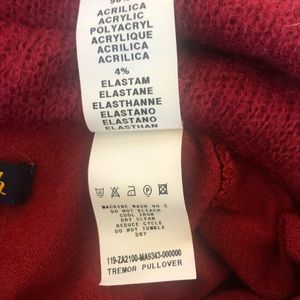 ACRILICA
ACRYLIC
POLYACRYL
ACRYLIQUE
ACRILICA
ACRILICA
4%
ELASTAM
ELASTANE
ELASTHANNE
ELASTANO
ELASTANO
ELASTHAN
MACHINE WASH 40 C
DO NOT BLEACH
COOL IRON
DRY CLEAN
REDUCE CYCLE
DO NOT TUMBLE
DRY
119-ZA2100-MA9343-000000
TREMOR PULLOVER